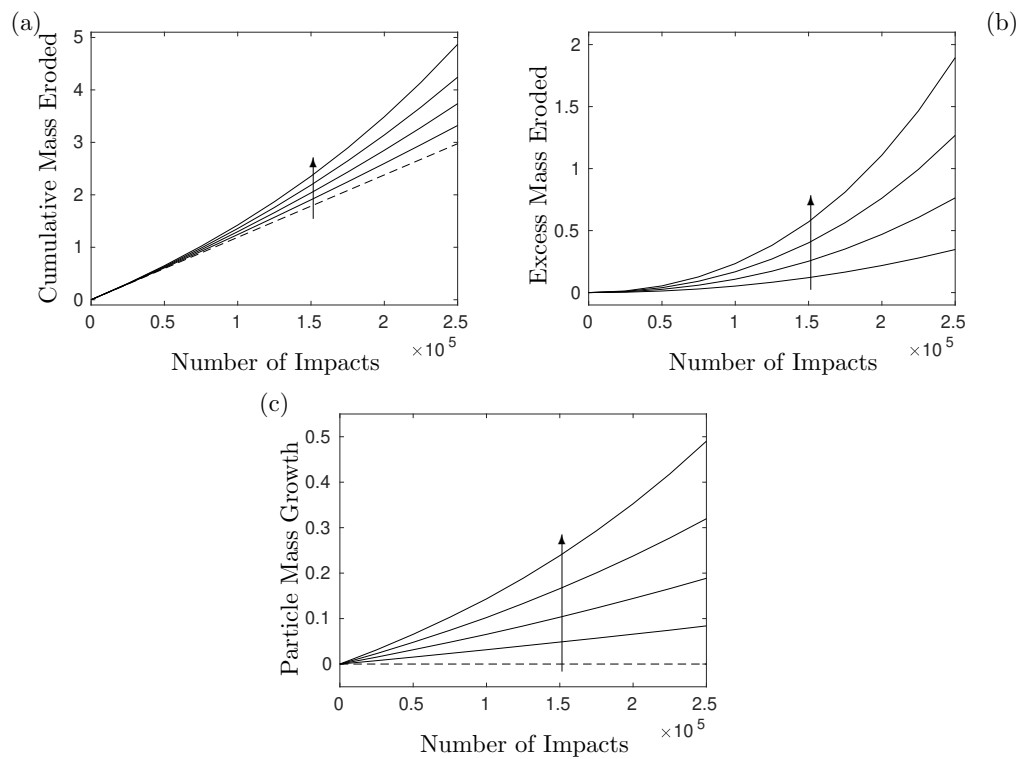 (a)
Cumulative Mass Eroded
5
4
3
2
1
0
0 0.5 1 1.5 2 2.5
×10 5
Number of Impacts
(b)
Excess Mass Eroded
2
1.5
1
0.5
0
0 0.5 1 1.5 2 2.5
×10 5
Number of Impacts
(c)
Particle Mass Growth
0.5
0.4
0.3
0.2
0.1
0
0 0.5 1 1.5 2 2.5
×10 5
Number of Impacts